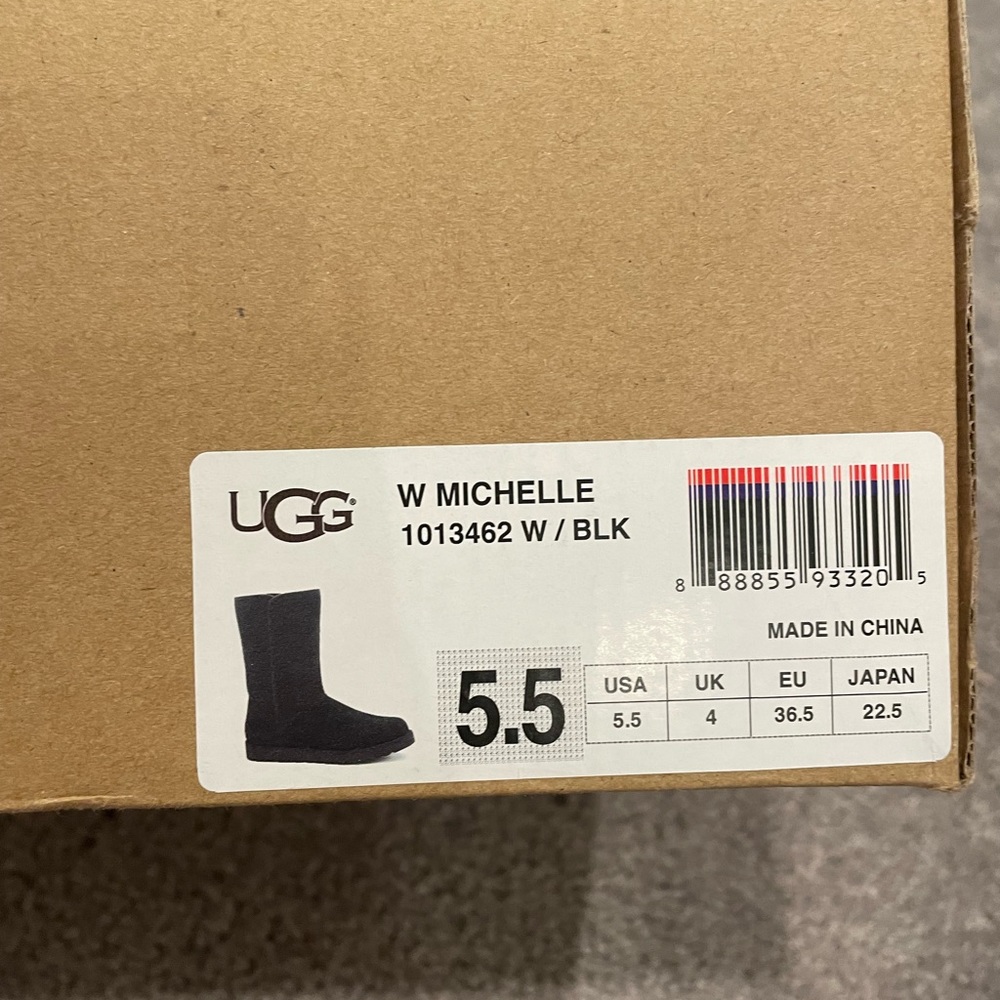 UGG®
W MICHELLE
1013462 W / BLK
8 88855 93320 5
MADE IN CHINA
5.5
USA UK EU JAPAN
5.5 4 36.5 22.5